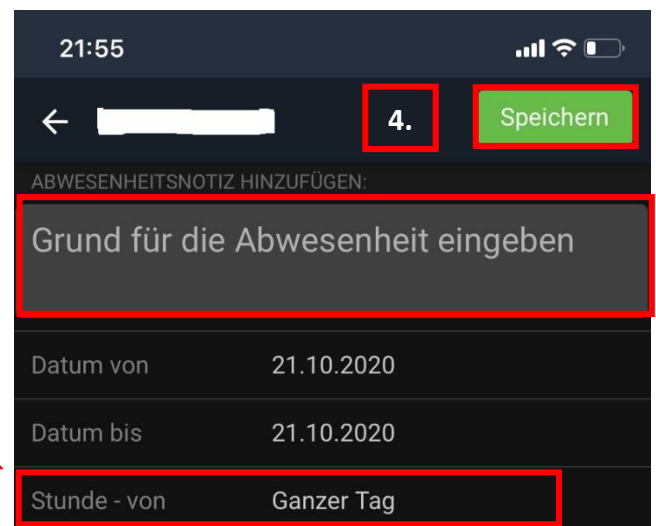 21:55
4. Speichern
ABWESENHEITSNOTIZ HINZUFÜGEN:
Grund für die Abwesenheit eingeben
Datum von 21.10.2020
Datum bis 21.10.2020
Stunde - von Ganzer Tag